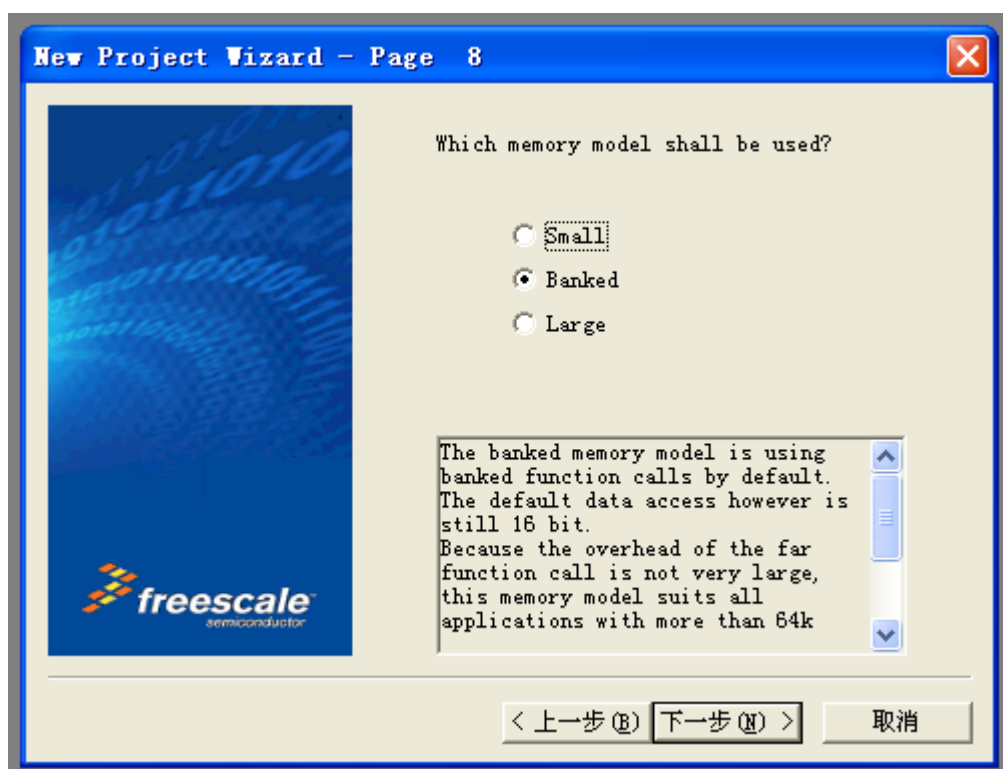 New Project Wizard - Page 8
Which memory model shall be used?
Small
Banked
Large
The banked memory model is using
banked function calls by default.
The default data access however is
still 16 bit.
Because the overhead of the far
function call is not very large,
this memory model suits all
applications with more than 64k
freescale
semiconductor
< 上一步(B) 下一步(N) > 取消